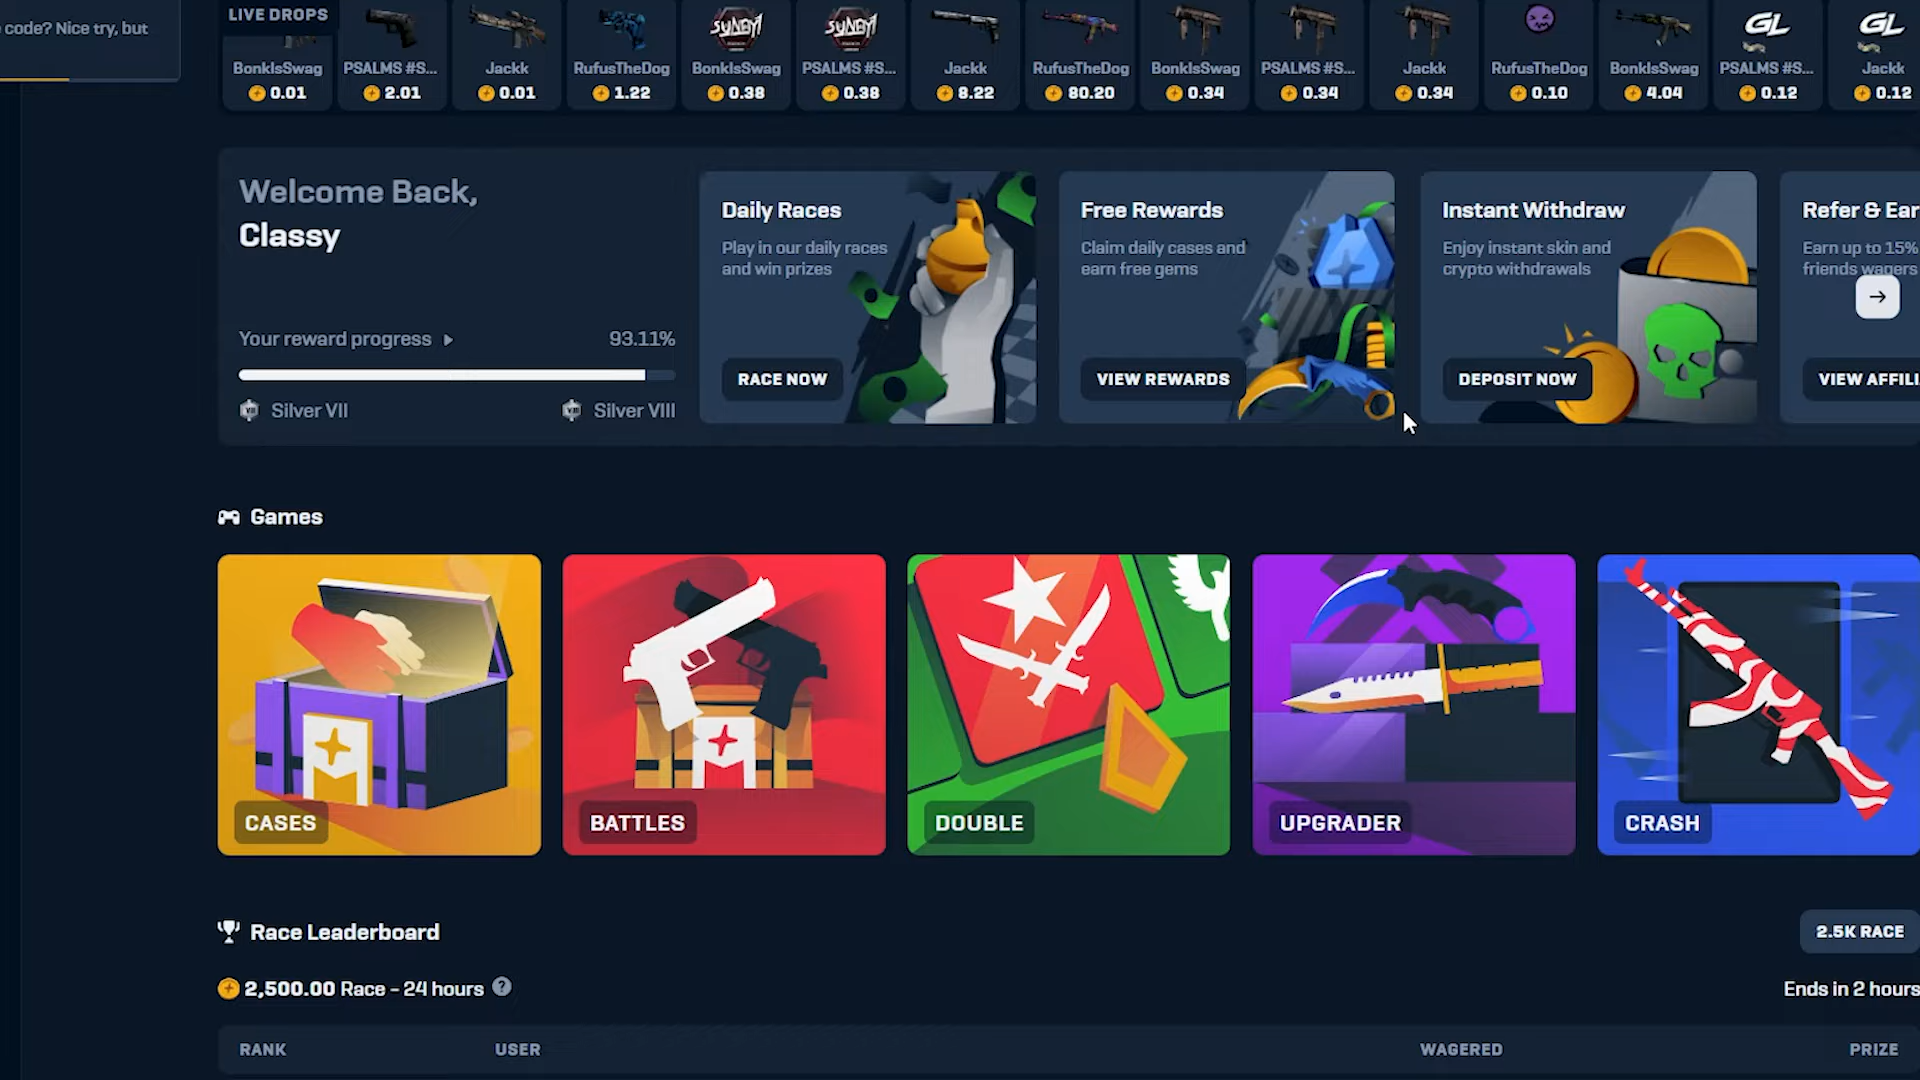 code? Nice try, but
LIVE DROPS
BonkIsSwag
0.01
PSALMS #S...
2.01
Jackk
0.01
RufusTheDog
1.22
BonkIsSwag
0.38
PSALMS #S...
0.38
Jackk
8.22
RufusTheDog
80.20
BonkIsSwag
0.34
PSALMS #S...
0.34
Jackk
0.34
RufusTheDog
0.10
BonkIsSwag
4.04
GL
PSALMS #S...
0.12
GL
Jackk
0.12
Welcome Back,
Classy
Your reward progress
93.11%
Silver VII
Silver VIII
Daily Races
Play in our daily races
and win prizes
RACE NOW
Free Rewards
Claim daily cases and
earn free gems
VIEW REWARDS
Instant Withdraw
Enjoy instant skin and
crypto withdrawals
DEPOSIT NOW
Refer & Ear
Earn up to 15%
friends wagers
VIEW AFFILI
Games
CASES
BATTLES
DOUBLE
UPGRADER
CRASH
Race Leaderboard
2.5K RACE
2,500.00 Race - 24 hours ?
Ends in 2 hours
RANK
USER
WAGERED
PRIZE